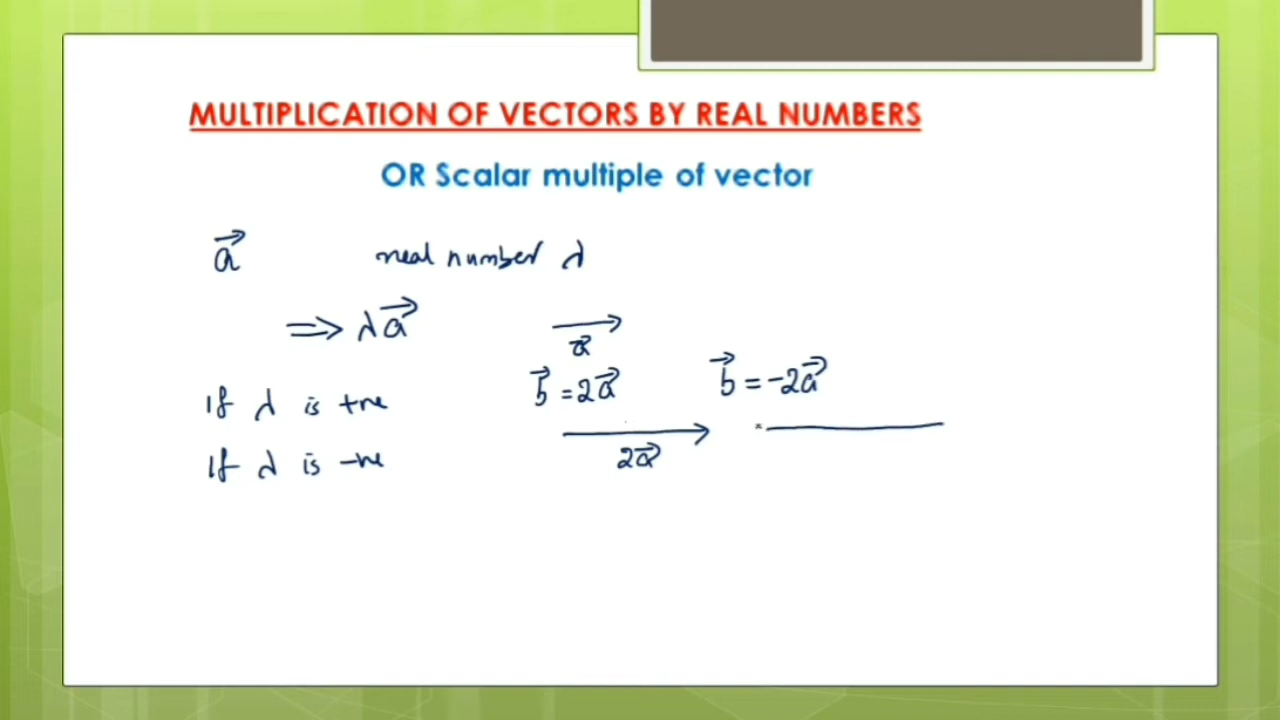 MULTIPLICATION OF VECTORS BY REAL NUMBERS
OR Scalar multiple of vector
a⃗ real number λ
⇒ λa⃗
a⃗
b⃗ = 2a⃗ b⃗ = -2a⃗
If λ is +ve
2a⃗
If λ is -ve